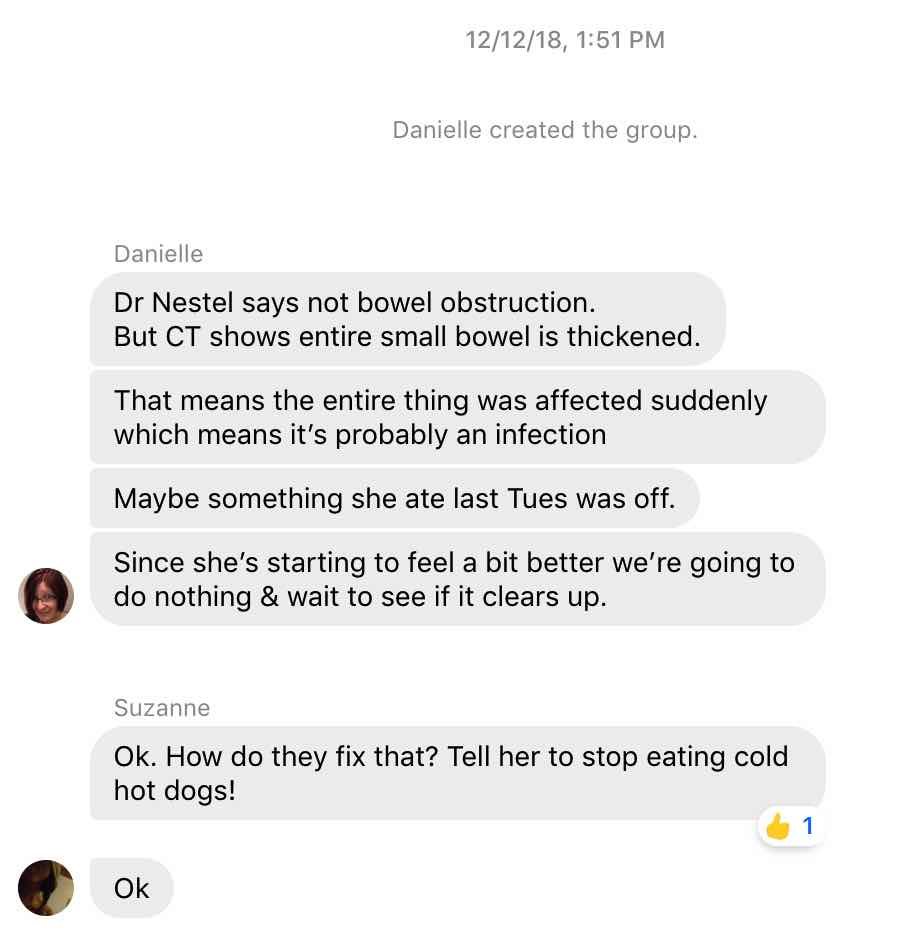 12/12/18, 1:51 PM
Danielle created the group.
Danielle
Dr Nestel says not bowel obstruction.
But CT shows entire small bowel is thickened.
That means the entire thing was affected suddenly
which means it’s probably an infection
Maybe something she ate last Tues was off.
Since she’s starting to feel a bit better we’re going to
do nothing & wait to see if it clears up.
Suzanne
Ok. How do they fix that? Tell her to stop eating cold
hot dogs!
👍 1
Ok